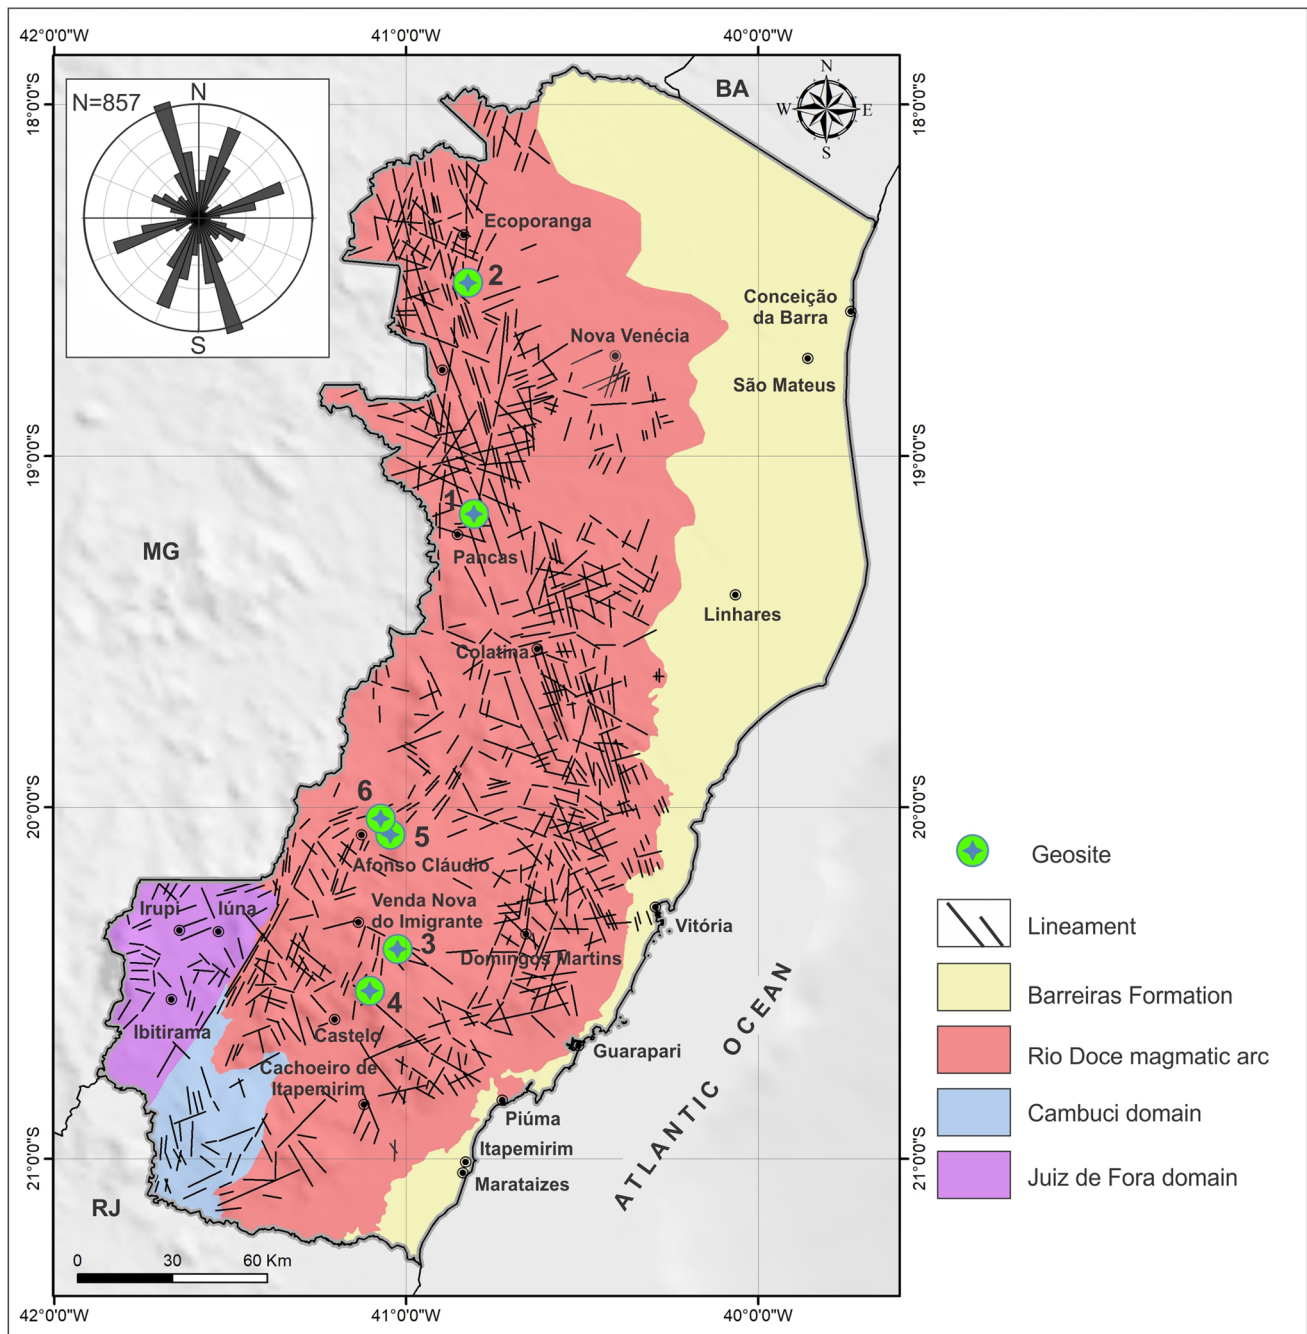 42°0'0"W 41°0'0"W 40°0'0"W
18°0'0"S
19°0'0"S
20°0'0"S
21°0'0"S
N=857
N
S
BA
N
W E
S
Ecoporanga
2
Conceição
da Barra
Nova Venécia
São Mateus
1
MG
Pancas
Linhares
Colatina
6
5
Afonso Cláudio
Irupi Iúna
Venda Nova
do Imigrante
Vitória
3
Domingos Martins
4
Ibitirama
Castelo
Guarapari
Cachoeiro de
Itapemirim
Piúma
Itapemirim
Marataizes
RJ
ATLANTIC OCEAN
0 30 60 Km
18°0'0"S
19°0'0"S
20°0'0"S
21°0'0"S
42°0'0"W 41°0'0"W 40°0'0"W
Geosite
Lineament
Barreiras Formation
Rio Doce magmatic arc
Cambuci domain
Juiz de Fora domain